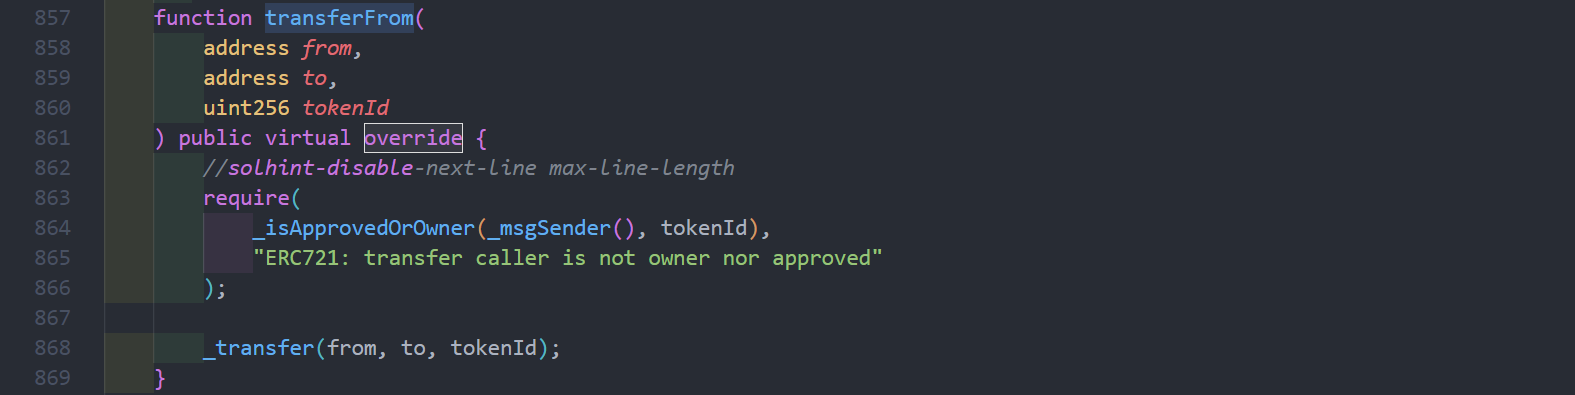 857 function transferFrom(
858 address from,
859 address to,
860 uint256 tokenId
861 ) public virtual override {
862 //solhint-disable-next-line max-line-length
863 require(
864 _isApprovedOrOwner(_msgSender(), tokenId),
865 "ERC721: transfer caller is not owner nor approved"
866 );
867
868 _transfer(from, to, tokenId);
869 }